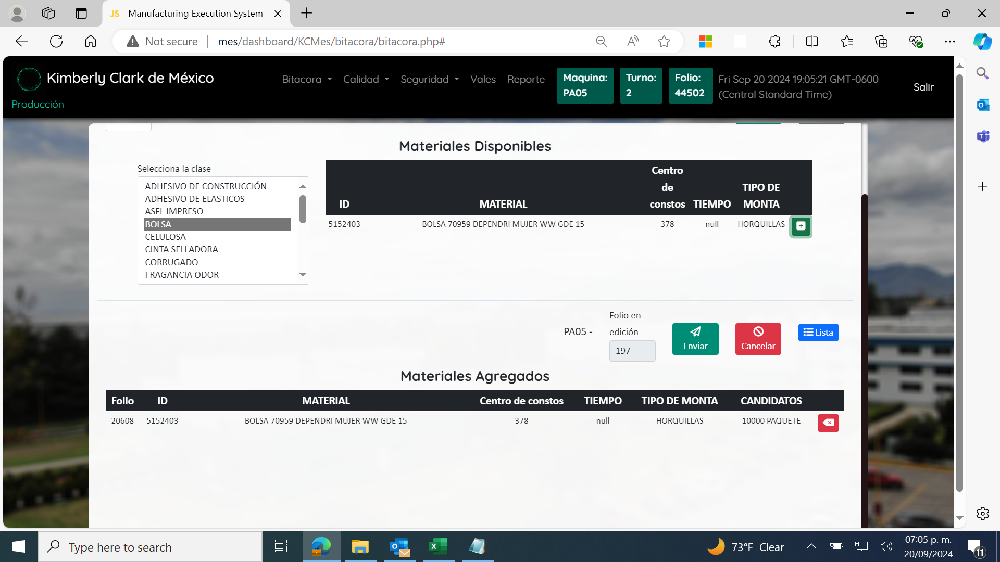 JS Manufacturing Execution System
Not secure | mes/dashboard/KCMes/bitacora/bitacora.php#
Kimberly Clark de México
Producción
Bitacora Calidad Seguridad Vales Reporte
Maquina: PA05
Turno: 2
Folio: 44502
Fri Sep 20 2024 19:05:21 GMT-0600
(Central Standard Time)
Salir
Materiales Disponibles
Selecciona la clase
ADHESIVO DE CONSTRUCCIÓN
ADHESIVO DE ELASTICOS
ASFL IMPRESO
BOLSA
CELULOSA
CINTA SELLADORA
CORRUGADO
FRAGANCIA ODOR
ID MATERIAL Centro de constos TIEMPO TIPO DE MONTA
5152403 BOLSA 70959 DEPENDRI MUJER WW GDE 15 378 null HORQUILLAS
PA05 -
Folio en
edición
197
Enviar
Cancelar
Lista
Materiales Agregados
Folio ID MATERIAL Centro de constos TIEMPO TIPO DE MONTA CANDIDATOS
20608 5152403 BOLSA 70959 DEPENDRI MUJER WW GDE 15 378 null HORQUILLAS 10000 PAQUETE
Type here to search
73°F Clear
07:05 p. m.
20/09/2024
11